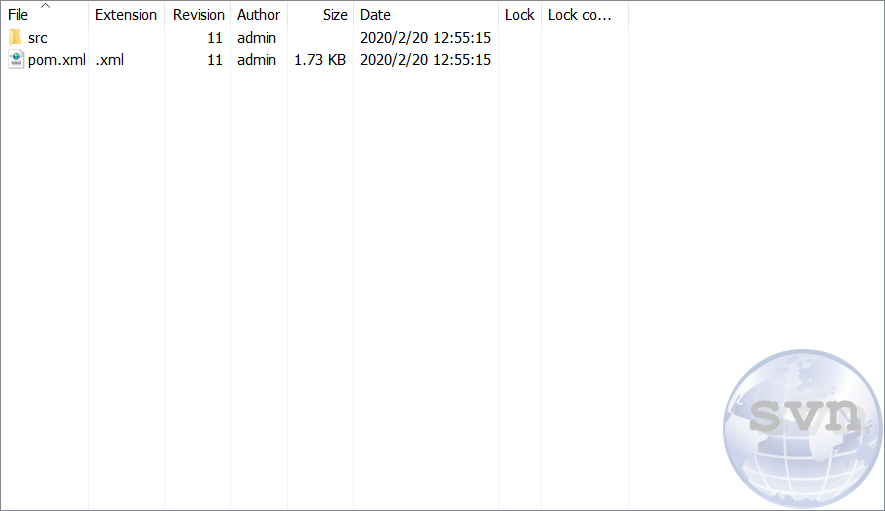 File Extension Revision Author Size Date Lock Lock co...
src 11 admin 2020/2/20 12:55:15
pom.xml .xml 11 admin 1.73 KB 2020/2/20 12:55:15
svn